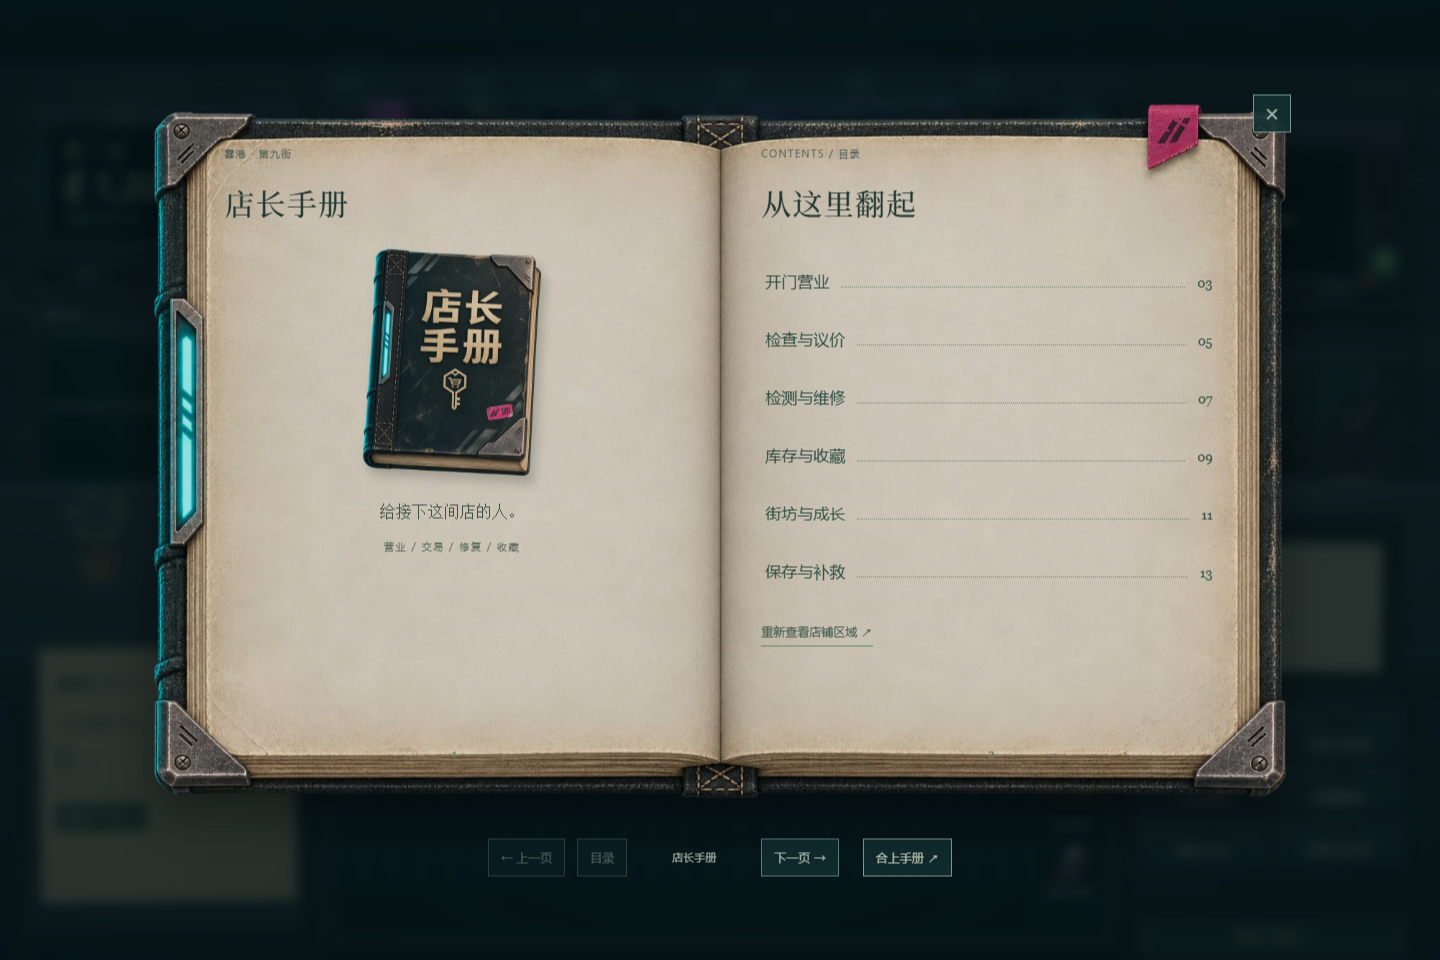 霓港 · 第九街
店长手册
店长
手册
给接下这间店的人。
营业 / 交易 / 修复 / 收藏
CONTENTS / 目录
从这里翻起
开门营业 03
检查与议价 05
检测与维修 07
库存与收藏 09
街坊与成长 11
保存与补救 13
重新查看店铺区域 ↗
×
← 上一页
目录
店长手册
下一页 →
合上手册 ↗